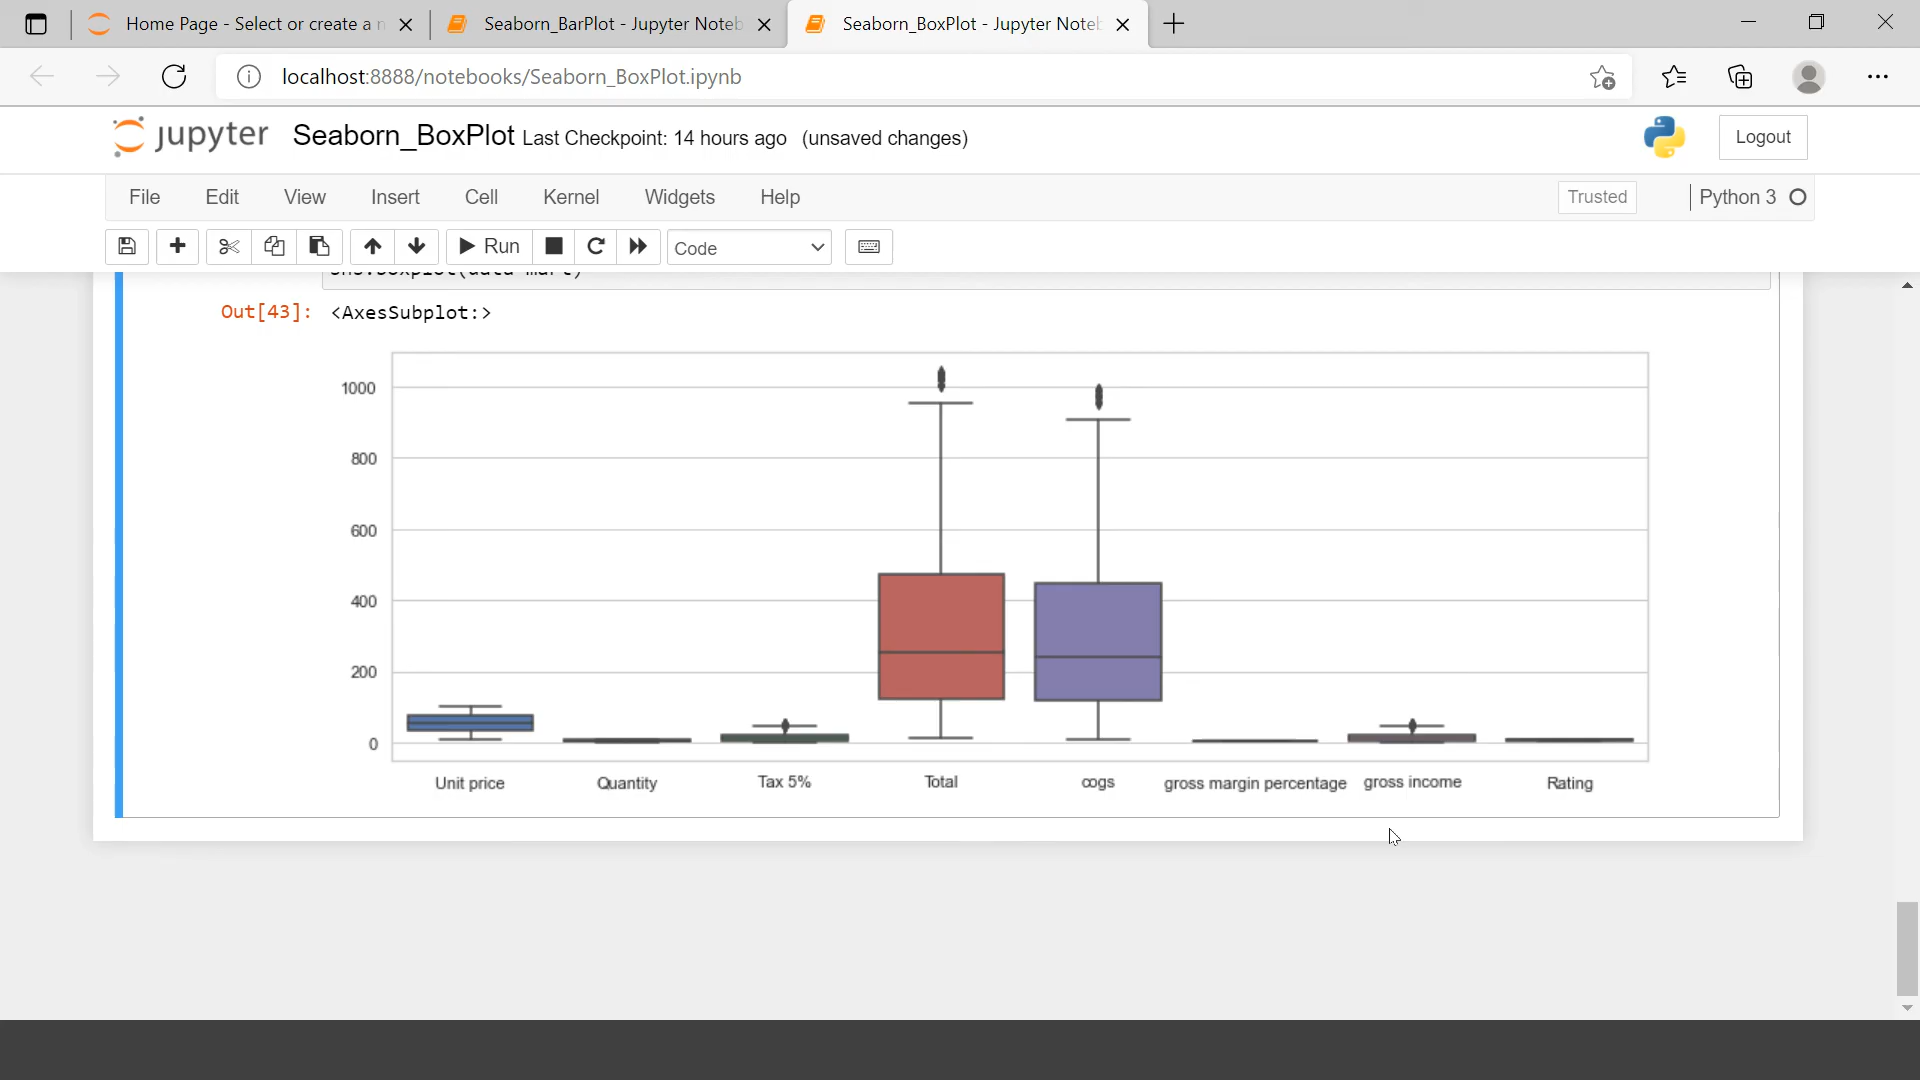 Home Page - Select or create a n
Seaborn_BarPlot - Jupyter Noteb
Seaborn_BoxPlot - Jupyter Noteb
localhost:8888/notebooks/Seaborn_BoxPlot.ipynb
jupyter Seaborn_BoxPlot Last Checkpoint: 14 hours ago (unsaved changes)
Logout
File Edit View Insert Cell Kernel Widgets Help
Trusted
Python 3
Run
Code
Out[43]: <AxesSubplot:>
1000
800
600
400
200
0
Unit price Quantity Tax 5% Total cogs gross margin percentage gross income Rating